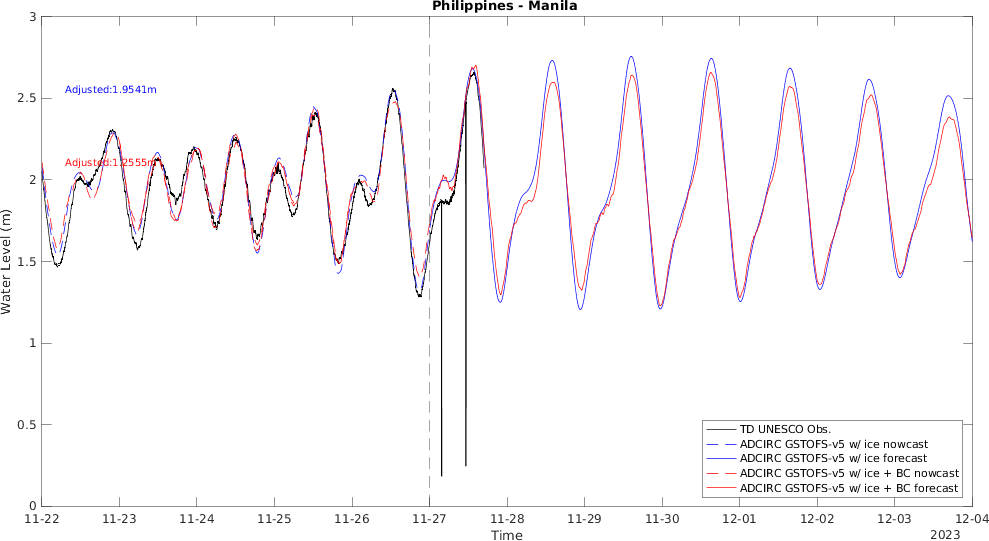 Philippines - Manila
3
2.5
2
1.5
1
0.5
0
Water Level (m)
Adjusted:1.9541m
Adjusted:1.2555m
TD UNESCO Obs.
ADCIRC GSTOFS-v5 w/ ice nowcast
ADCIRC GSTOFS-v5 w/ ice forecast
ADCIRC GSTOFS-v5 w/ ice + BC nowcast
ADCIRC GSTOFS-v5 w/ ice + BC forecast
11-22 11-23 11-24 11-25 11-26 11-27 11-28 11-29 11-30 12-01 12-02 12-03 12-04
Time
2023